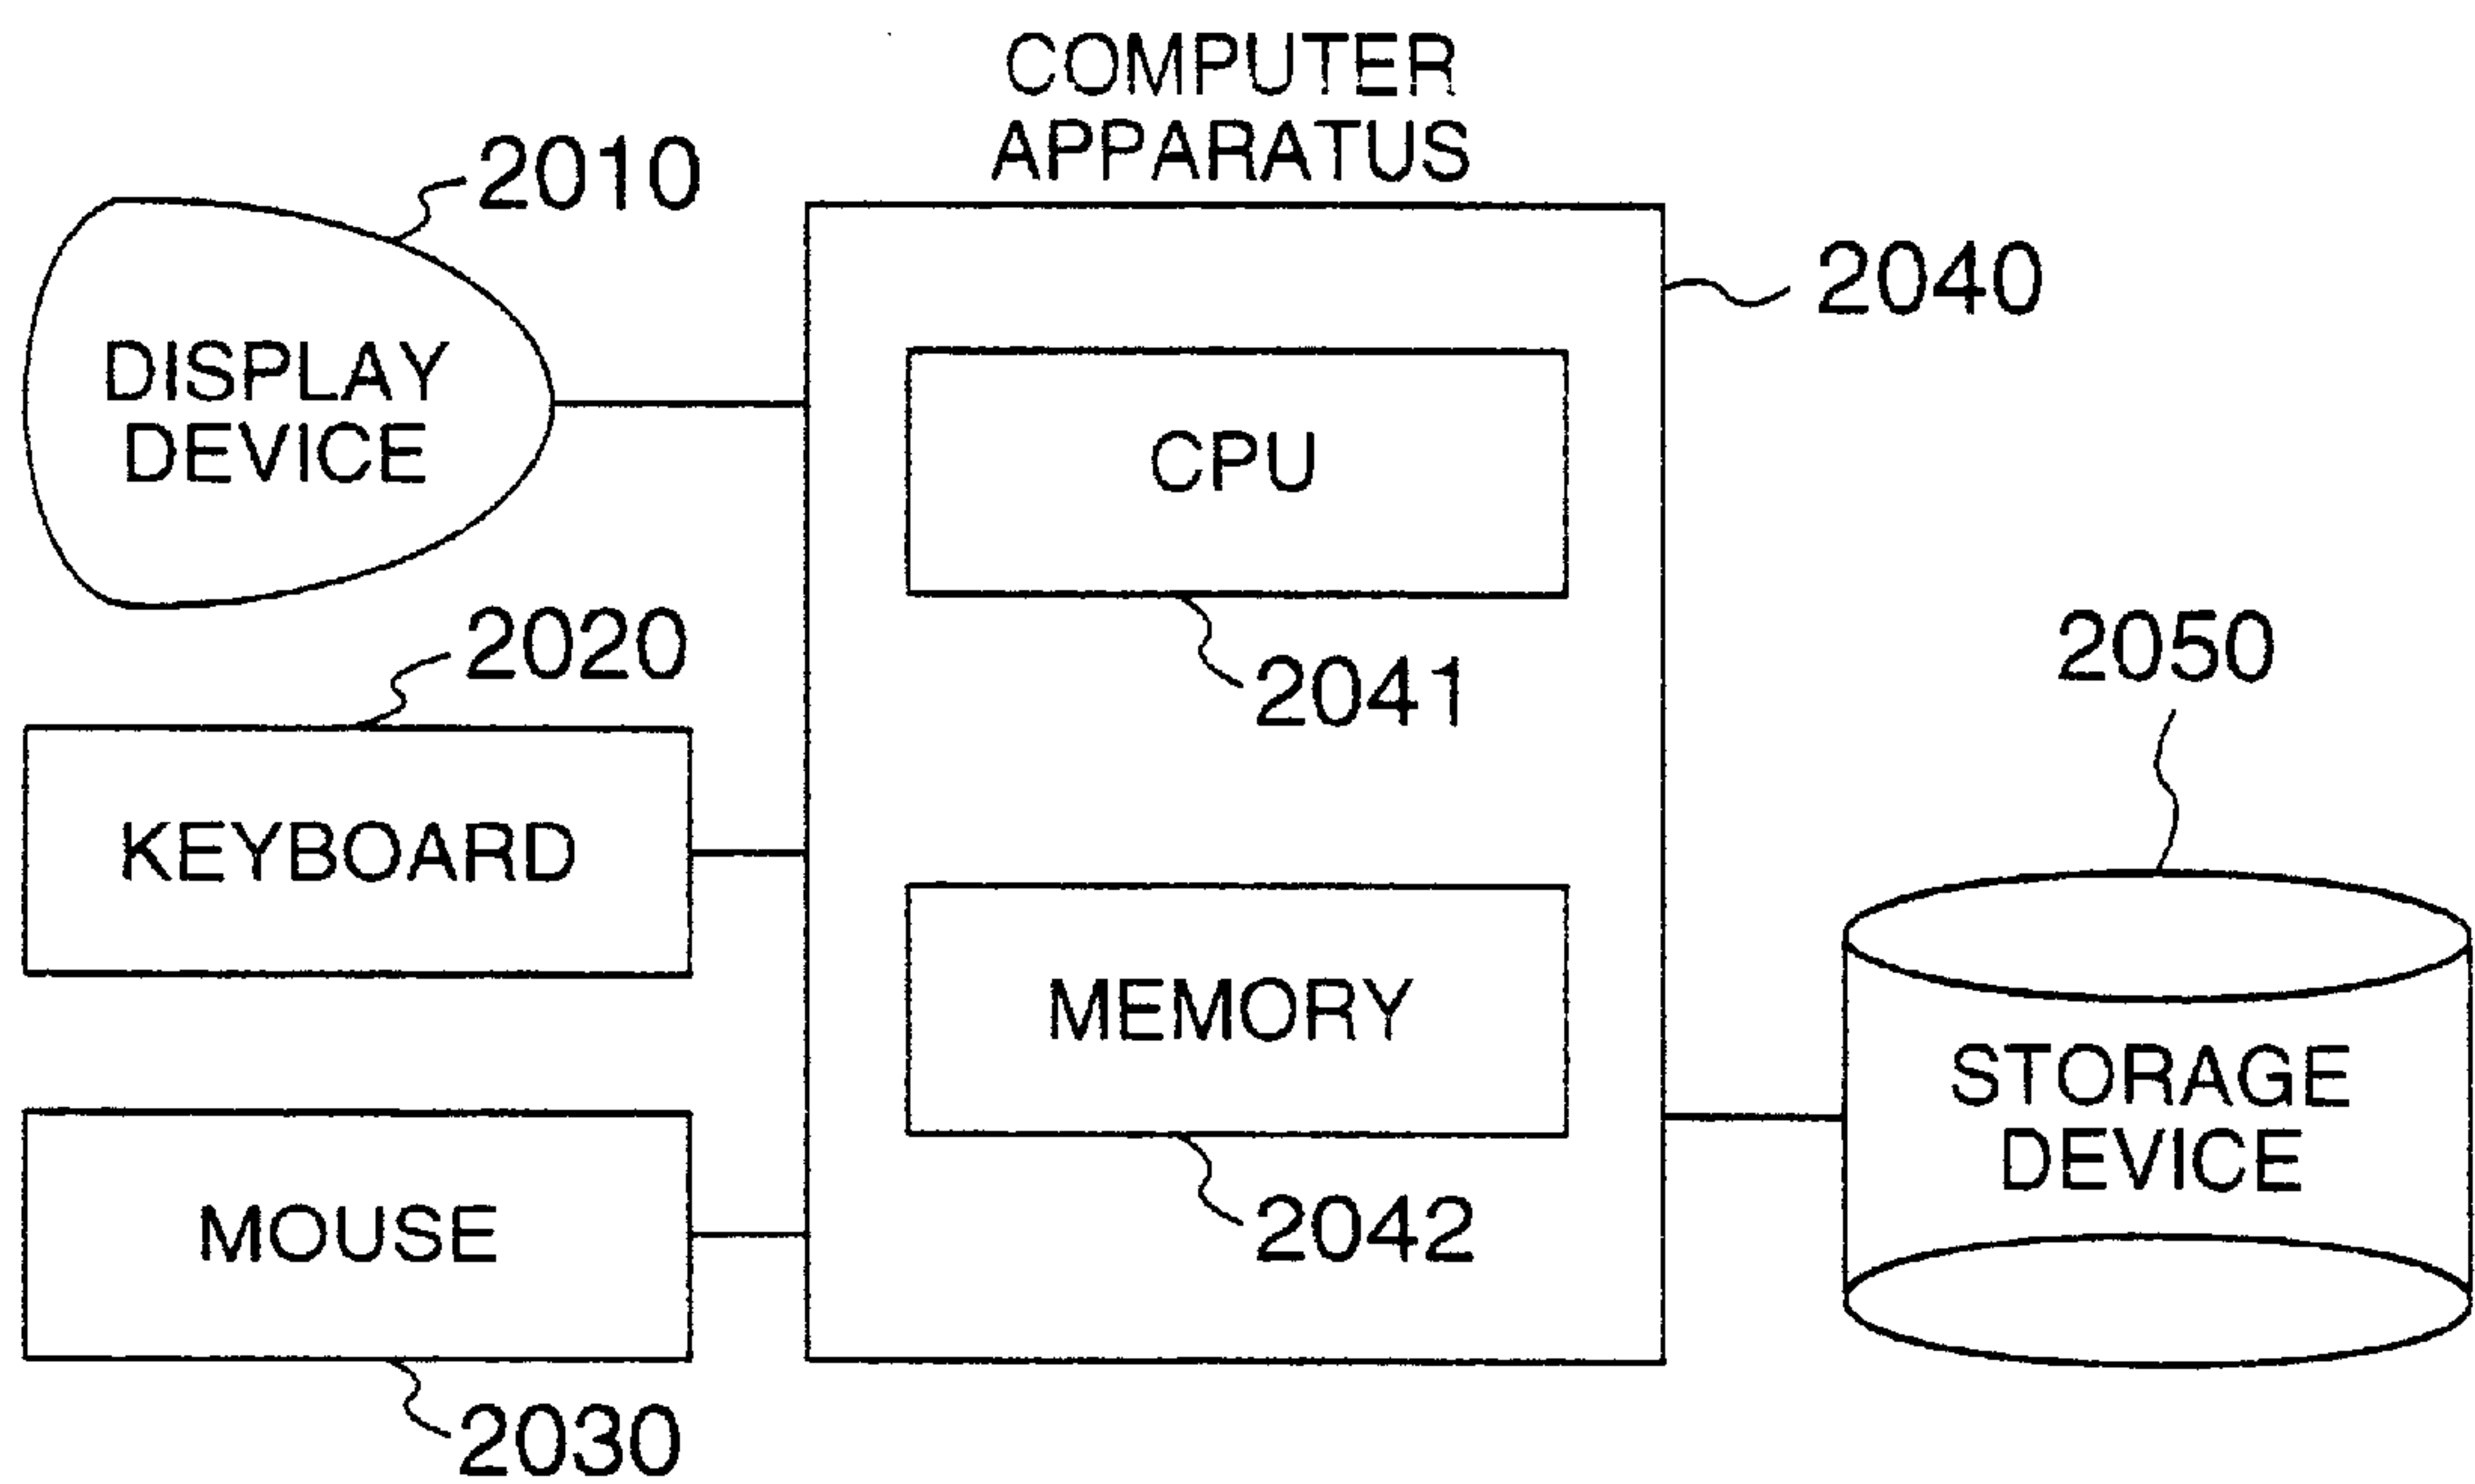 COMPUTER
APPARATUS
2010
2040
DISPLAY
DEVICE
CPU
2020
2041
2050
KEYBOARD
MEMORY
STORAGE
DEVICE
MOUSE
2042
2030